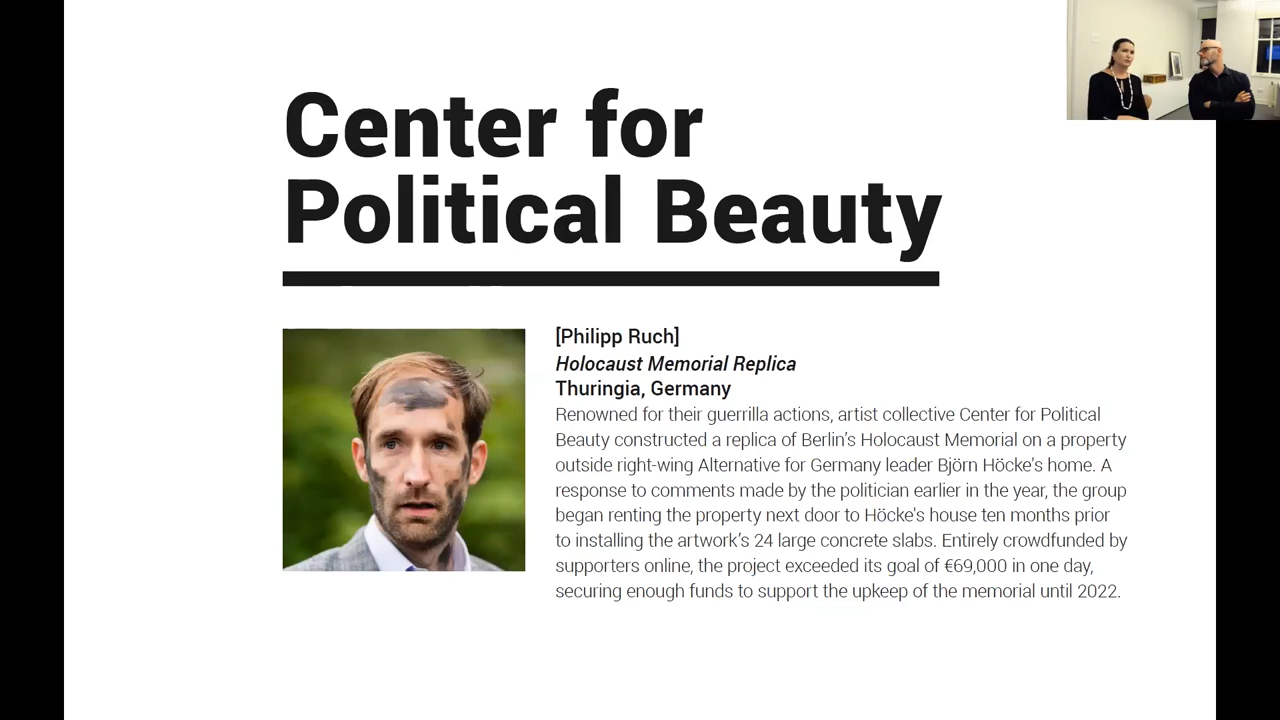 Center for
Political Beauty
[Philipp Ruch]
Holocaust Memorial Replica
Thuringia, Germany
Renowned for their guerrilla actions, artist collective Center for Political
Beauty constructed a replica of Berlin’s Holocaust Memorial on a property
outside right-wing Alternative for Germany leader Björn Höcke’s home. A
response to comments made by the politician earlier in the year, the group
began renting the property next door to Höcke's house ten months prior
to installing the artwork’s 24 large concrete slabs. Entirely crowdfunded by
supporters online, the project exceeded its goal of €69,000 in one day,
securing enough funds to support the upkeep of the memorial until 2022.